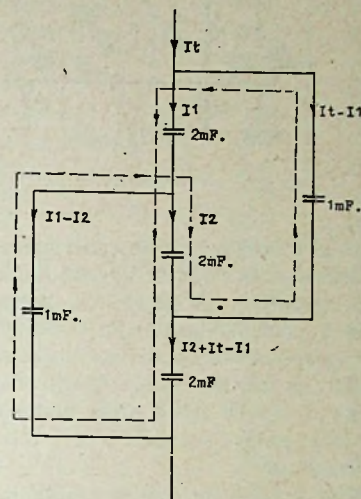 It
I1
It-I1
2mF.
I1-I2
I2
1mF.
2mF.
1mF.
I2+It-I1
2mF